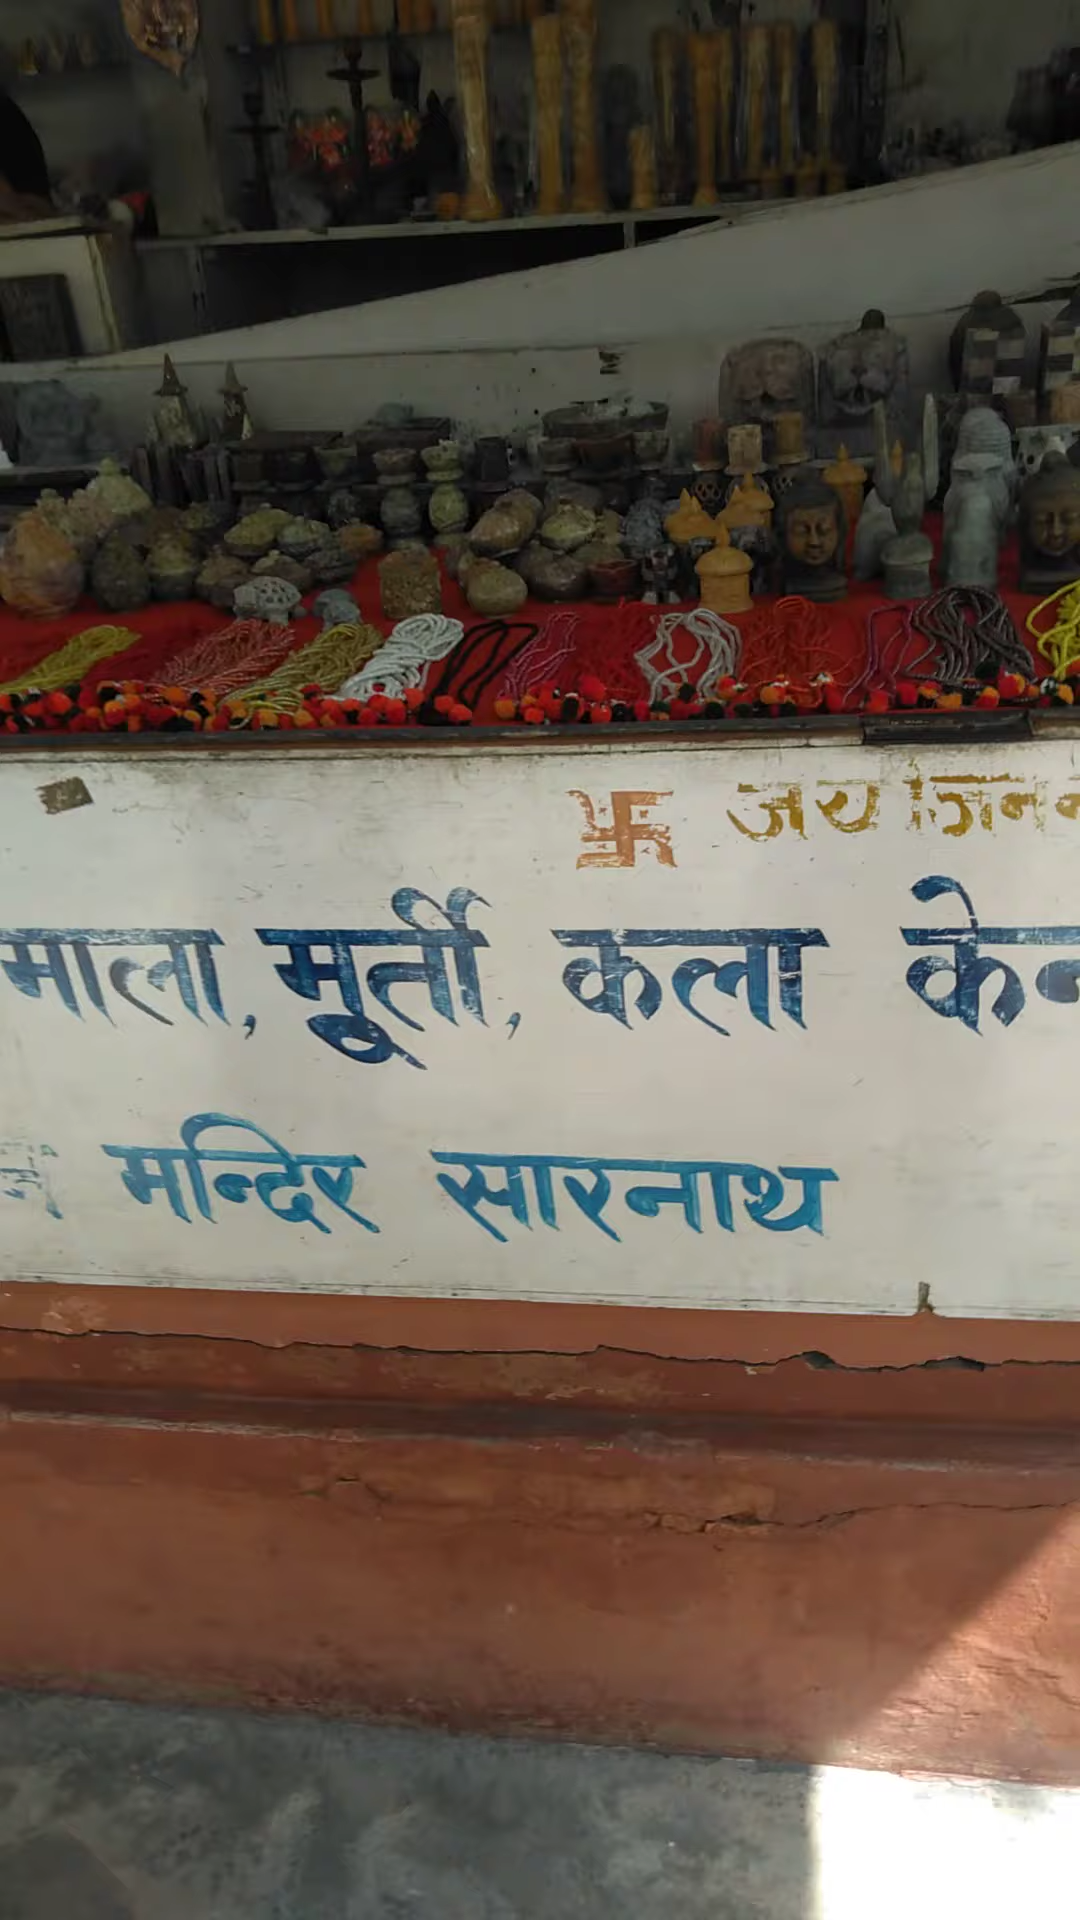 जय
माला, मूर्ती, कला
मन्दिर सारनाथ